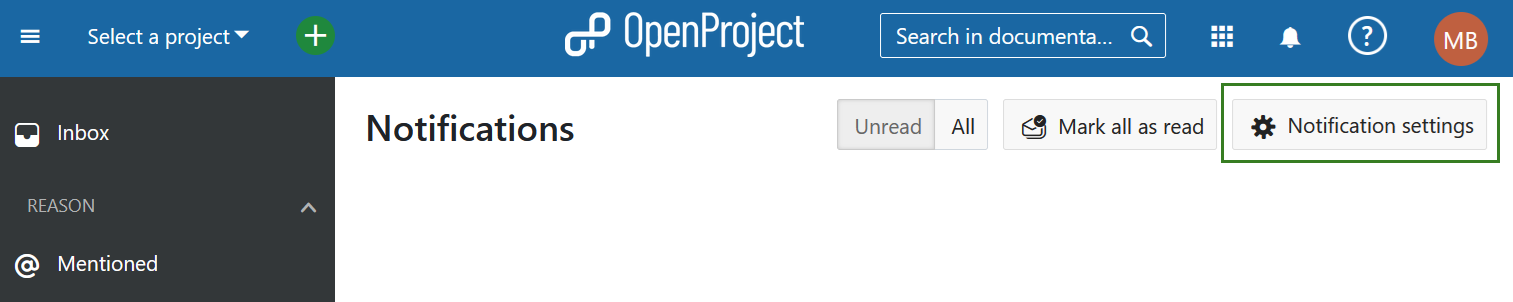 Select a project
OpenProject
Search in documenta...
?
MB
Inbox
Notifications
Unread
All
Mark all as read
Notification settings
REASON
@ Mentioned